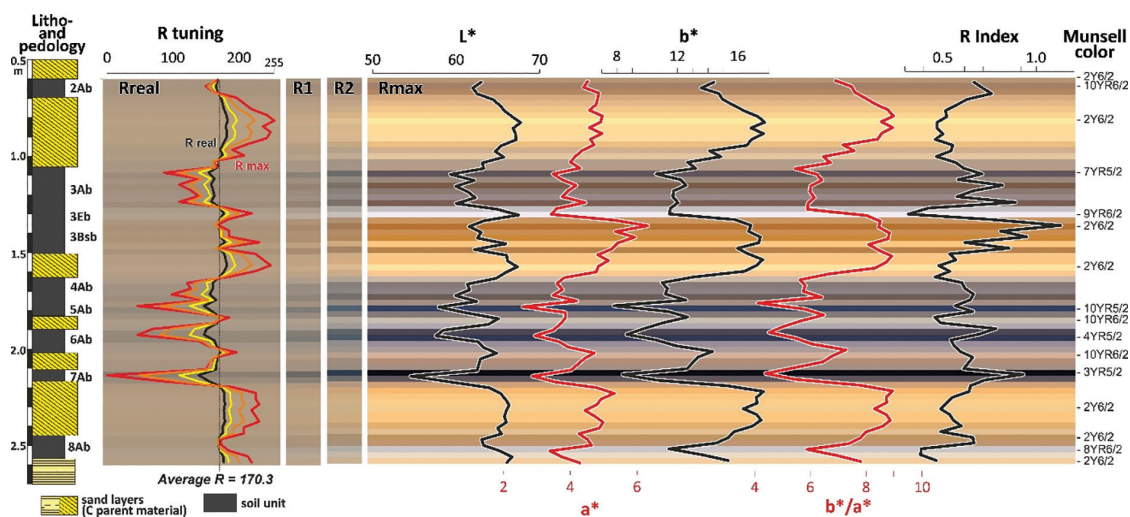 Litho-
and
pedology
R tuning
L*
b*
R Index
Munsell
color
0 100 200 255
50 60 70
8 12 16
0.5 1.0
0.5
m
1.0
1.5
2.0
2.5
2Ab
3Ab
3Eb
3Bsb
4Ab
5Ab
6Ab
7Ab
8Ab
Rreal
R1
R2
Rmax
R real
R max
2Y6/2
10YR6/2
2Y6/2
7YR5/2
9YR6/2
2Y6/2
2Y6/2
10YR5/2
10YR6/2
4YR5/2
10YR6/2
3YR5/2
2Y6/2
2Y6/2
8YR6/2
2Y6/2
Average R = 170.3
2 4 6
4 6 8 10
a*
b*/a*
sand layers
(C parent material)
soil unit